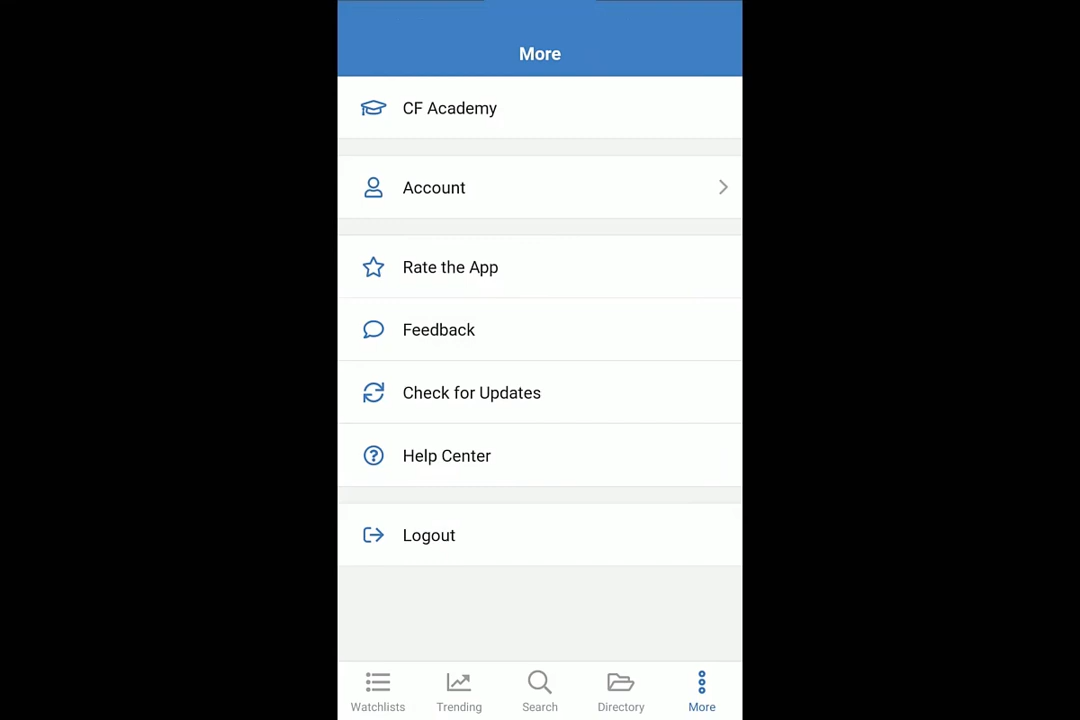 More
CF Academy
Account
Rate the App
Feedback
Check for Updates
Help Center
Logout
Watchlists Trending Search Directory More